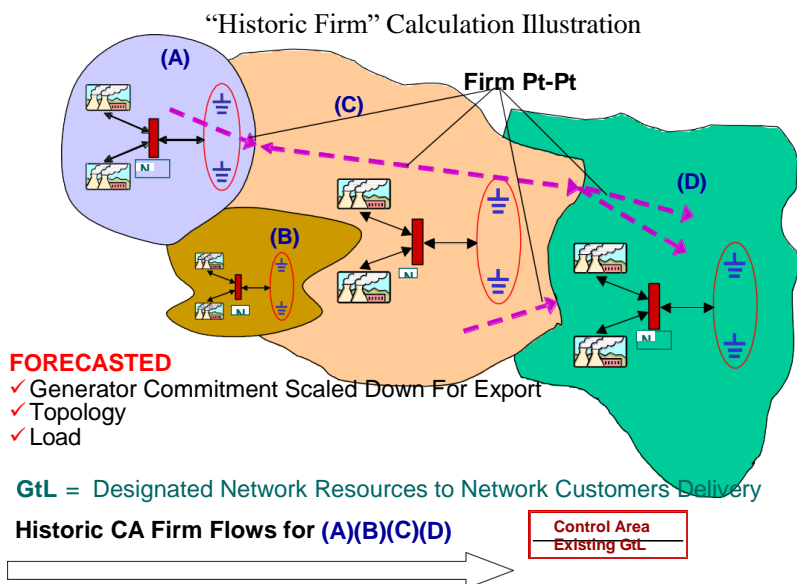 “Historic Firm” Calculation Illustration
(A)
Firm Pt-Pt
(C)
(D)
N
(B)
N
N
N
FORECASTED
✓ Generator Commitment Scaled Down For Export
✓ Topology
✓ Load
GtL = Designated Network Resources to Network Customers Delivery
Historic CA Firm Flows for (A)(B)(C)(D)
Control Area
Existing GtL